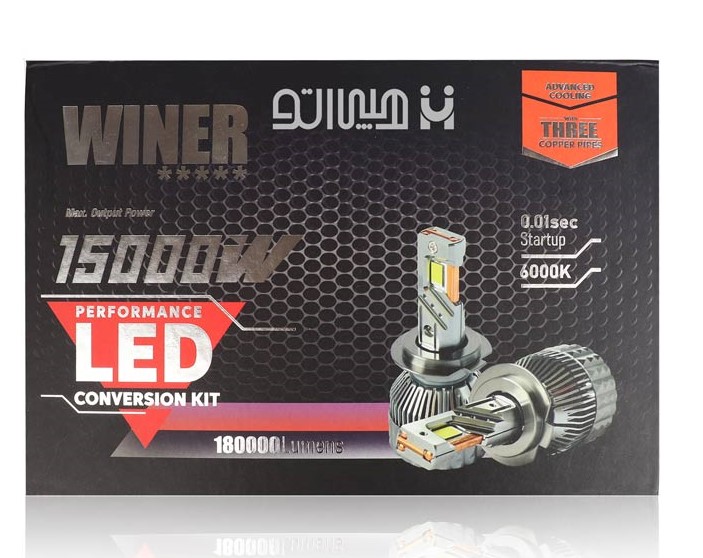 WINER
*****
هیمالتو
ADVANCED
COOLING
WITH
THREE
COPPER PIPES
Max. Output Power
15000W
0.01sec
Startup
6000K
PERFORMANCE
LED
CONVERSION KIT
180000Lumens